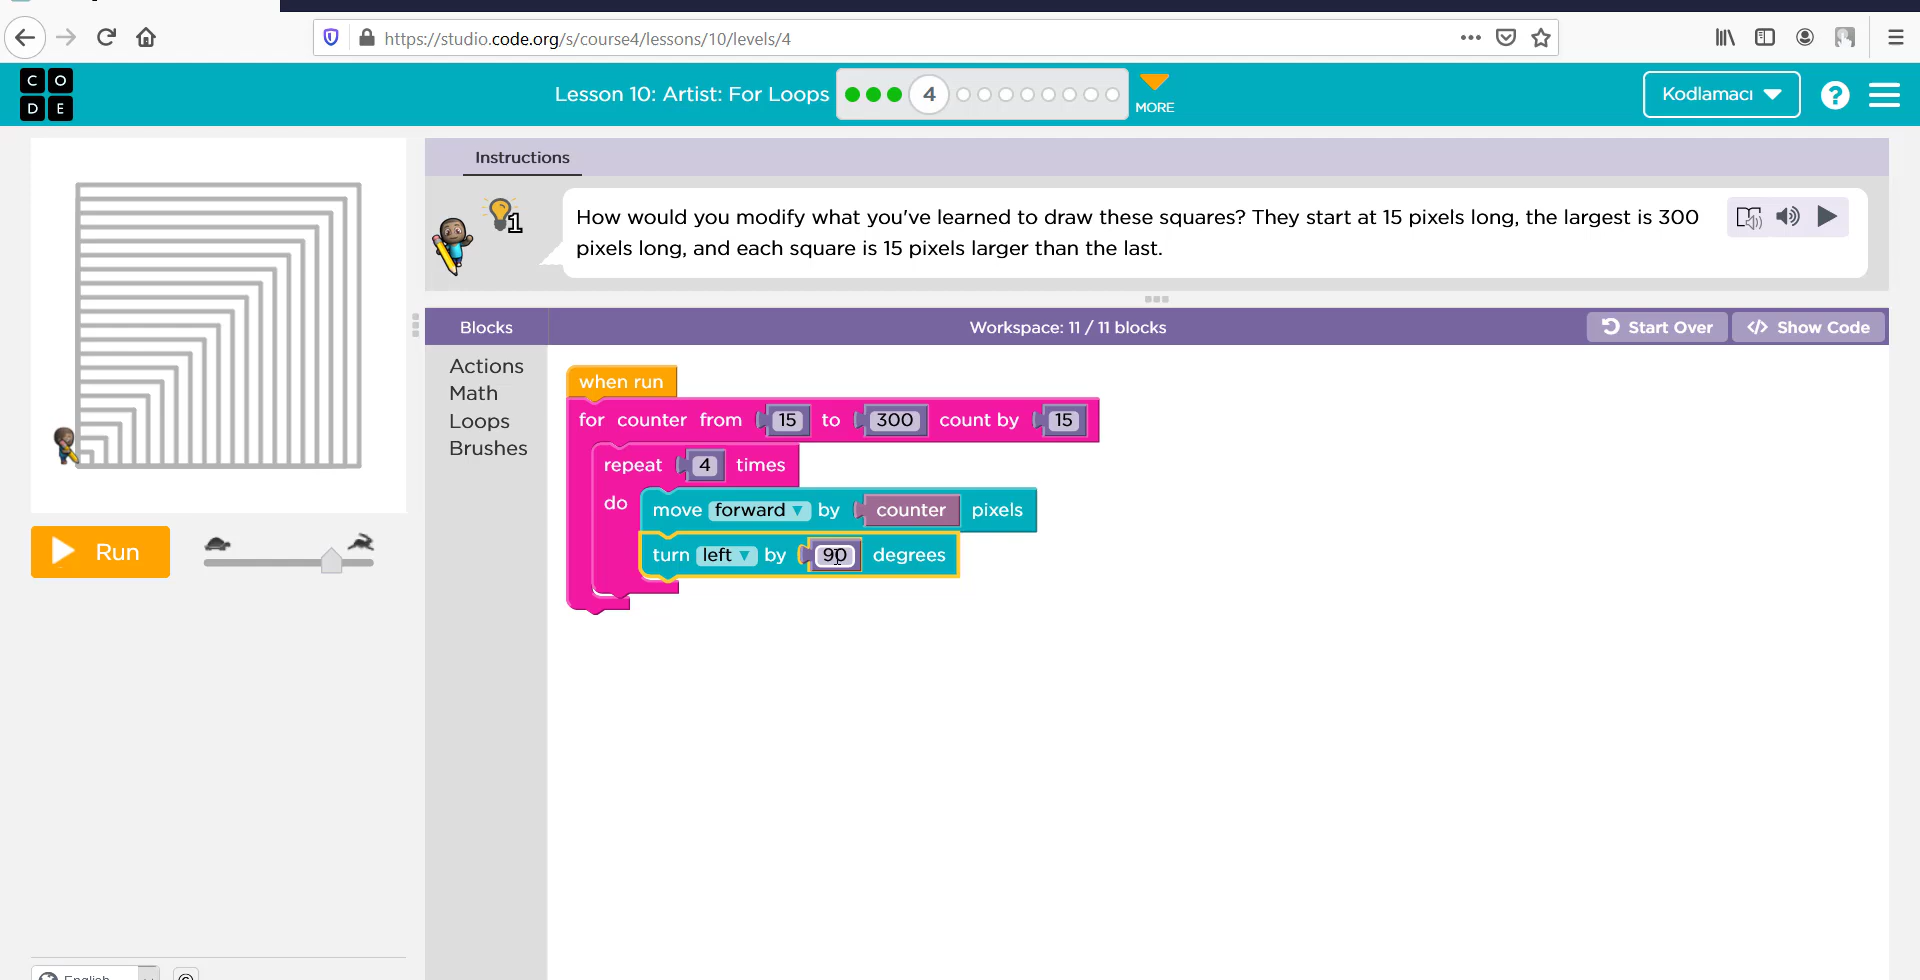 https://studio.code.org/s/course4/lessons/10/levels/4
C O
D E
Lesson 10: Artist: For Loops
4
MORE
Kodlamacı
?
Instructions
1
How would you modify what you've learned to draw these squares? They start at 15 pixels long, the largest is 300
pixels long, and each square is 15 pixels larger than the last.
Blocks
Workspace: 11 / 11 blocks
Start Over
</> Show Code
Actions
Math
Loops
Brushes
when run
for counter from 15 to 300 count by 15
repeat 4 times
do
move forward by counter pixels
turn left by 90 degrees
Run
English